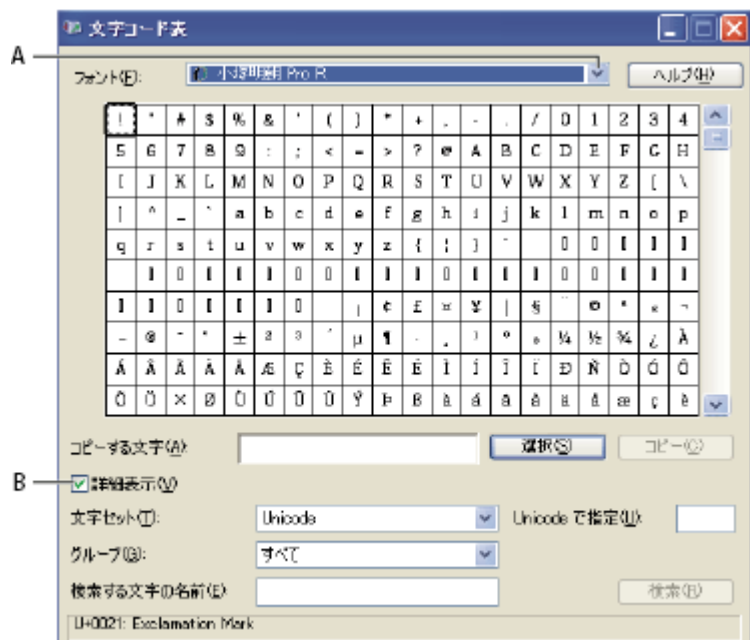 文字コード表
A
フォント(F):
小塚明朝 Pro R
ヘルプ(H)
! " # $ % & ' ( ) * + , - . / 0 1 2 3 4
5 6 7 8 9 : ; < = > ? @ A B C D E F G H
I J K L M N O P Q R S T U V W X Y Z [ \
] ^ _ ` a b c d e f g h i j k l m n o p
q r s t u v w x y z { ¦ } ~
¡ ¢ £ ¤ ¥ | § ¨ © ª « ¬
- ® ¯ ° ± ² ³ ´ µ ¶ · ¸ ¹ º » ¼ ½ ¾ ¿ À
Á Â Ã Ä Å Æ Ç È É Ê Ë Ì Í Î Ï Ð Ñ Ò Ó Ô
Õ Ö × Ø Ù Ú Û Ü Ý Þ ß à á â ã ä å æ ç è
コピーする文字(A):
選択(S)
コピー(C)
B
詳細表示(V)
文字セット(T):
Unicode
Unicode で指定(U):
グループ(G):
すべて
検索する文字の名前(E):
検索(R)
U+0021: Exclamation Mark